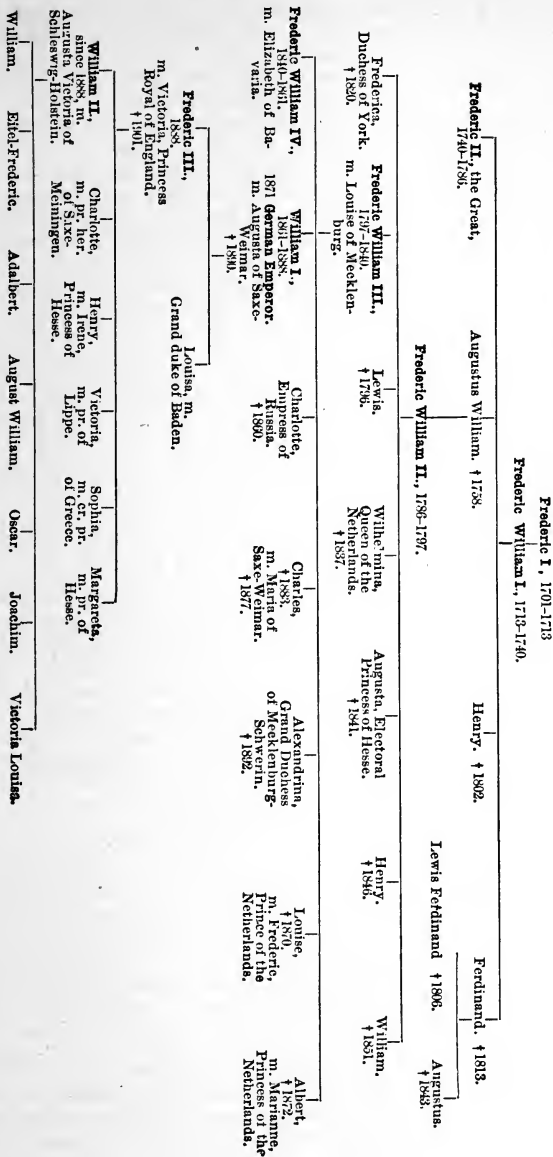 Frederic I, 1701-1713
Frederic William I., 1713-1740.
Frederic II., the Great,
1740-1786.
Augustus William. † 1758.
Henry. † 1802.
Ferdinand. † 1813.
Frederic William II., 1786-1797.
Lewis Ferdinand † 1806.
Augustus.
† 1843.
Frederica,
Duchess of York.
† 1820.
Frederic William III.,
1797-1840.
m. Louise of Mecklen-
burg.
Lewis.
† 1796.
Wilhelmina,
Queen of the
Netherlands.
† 1837.
Augusta, Electoral
Princess of Hesse.
† 1841.
Henry.
† 1846.
William.
† 1851.
Frederic William IV.,
1840-1861.
m. Elizabeth of Ba-
varia.
William I.,
1861-1888.
1871 German Emperor.
m. Augusta of Saxe-
Weimar.
† 1890.
Charlotte,
Empress of
Russia.
† 1860.
Charles,
† 1883.
m. Maria of
Saxe-Weimar.
† 1877.
Alexandrina,
Grand Duchess
of Mecklenburg-
Schwerin.
† 1892.
Louise,
† 1870.
m. Frederic,
Prince of the
Netherlands.
Albert,
† 1872.
m. Marianne,
Princess of the
Netherlands.
Frederic III.,
1888.
m. Victoria, Princess
Royal of England.
† 1901.
Louisa, m.
Grand duke of Baden.
William II.,
since 1888, m.
Augusta Victoria of
Schleswig-Holstein.
Charlotte,
m. pr. her.
of Saxe-
Meiningen.
Henry,
m. Irene,
Princess of
Hesse.
Victoria,
m. pr. of
Lippe.
Sophia,
m. cr. pr.
of Greece.
Margareta,
m. pr. of
Hesse.
William.
Eitel-Frederic.
Adalbert.
August William.
Oscar.
Joachim.
Victoria Louisa.